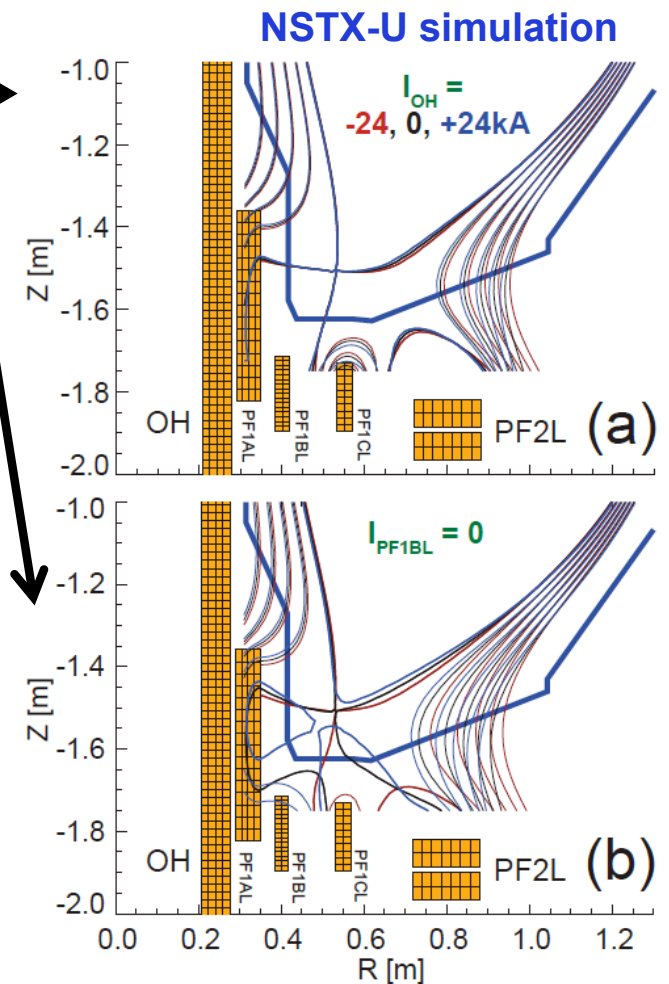 NSTX-U simulation
-1.0
-1.2
-1.4
-1.6
-1.8
-2.0
Z [m]
I_OH =
-24, 0, +24kA
OH
PF1AL
PF1BL
PF1CL
PF2L
(a)
-1.0
-1.2
-1.4
-1.6
-1.8
-2.0
Z [m]
I_PF1BL = 0
OH
PF1AL
PF1BL
PF1CL
PF2L
(b)
0.0 0.2 0.4 0.6 0.8 1.0 1.2
R [m]